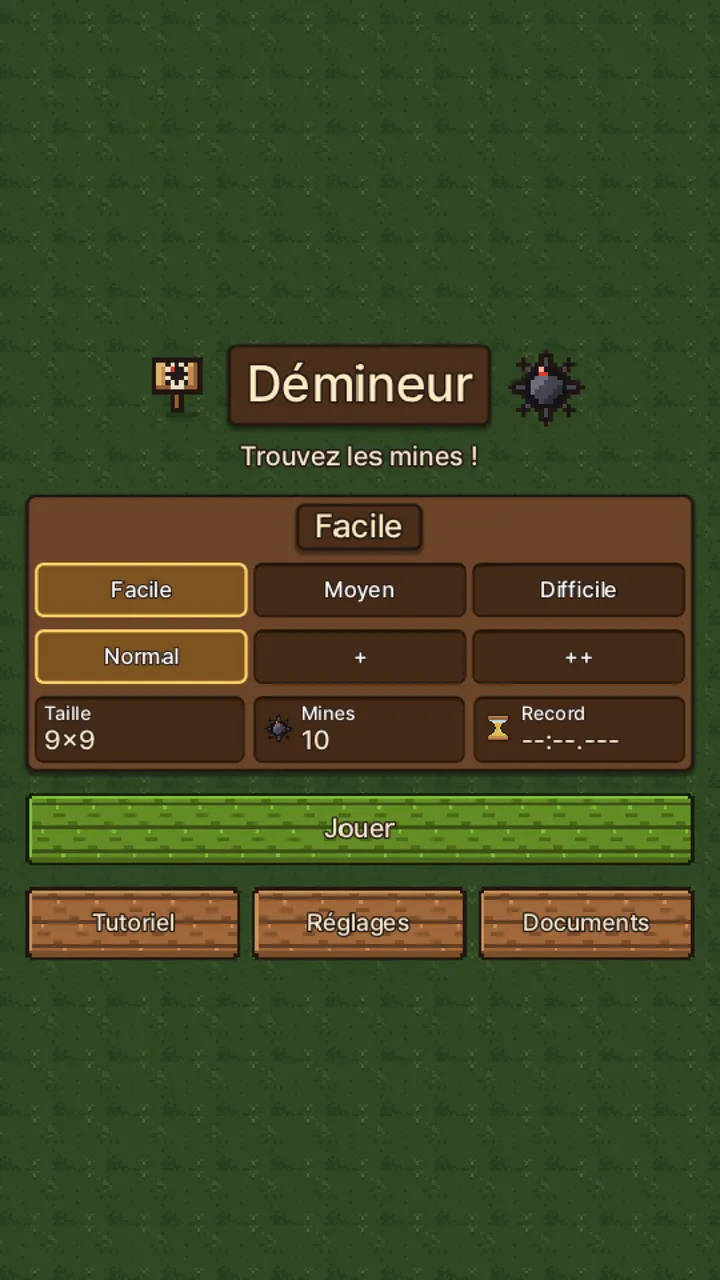 Démineur
Trouvez les mines !
Facile
Facile Moyen Difficile
Normal + ++
Taille Mines Record
9×9 10 --:--.---
Jouer
Tutoriel Réglages Documents